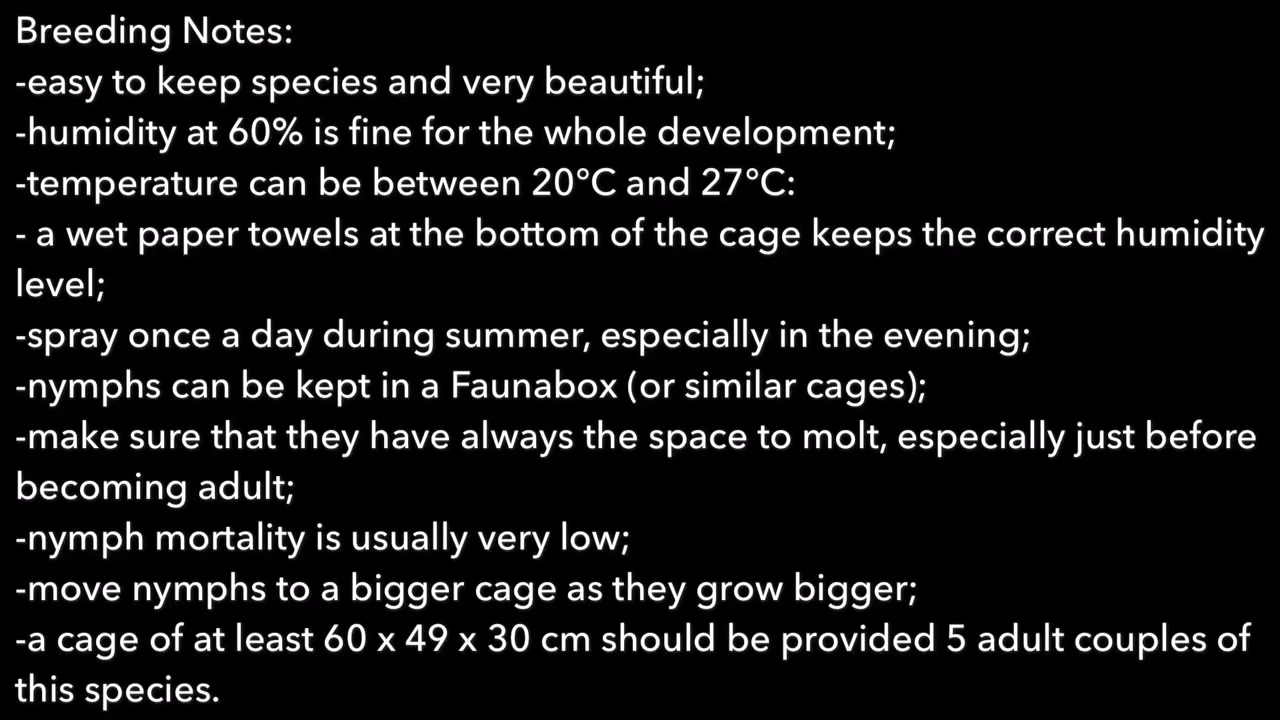 Breeding Notes:
-easy to keep species and very beautiful;
-humidity at 60% is fine for the whole development;
-temperature can be between 20°C and 27°C:
- a wet paper towels at the bottom of the cage keeps the correct humidity
level;
-spray once a day during summer, especially in the evening;
-nymphs can be kept in a Faunabox (or similar cages);
-make sure that they have always the space to molt, especially just before
becoming adult;
-nymph mortality is usually very low;
-move nymphs to a bigger cage as they grow bigger;
-a cage of at least 60 x 49 x 30 cm should be provided 5 adult couples of
this species.